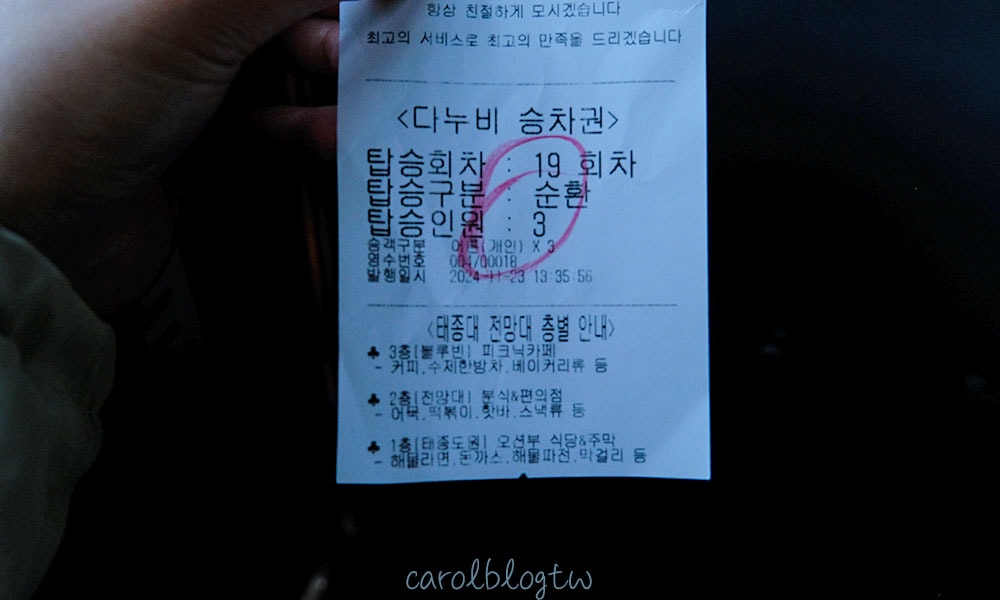 항상 친절하게 모시겠습니다
최고의 서비스로 최고의 만족을 드리겠습니다
<다누비 승차권>
탑승회차 : 19 회차
탑승구분 : 순환
탑승인원 : 3
승객구분 : 어른(개인) X 3
영수번호 : 004/00018
발행일시 : 2024-11-23 13:35:56
<태종대 전망대 층별 안내>
♣ 3층[블루빈] 피크닉카페
- 커피.수제한방차.베이커리류 등
♣ 2층[전망대] 분식&편의점
- 어묵.떡볶이.핫바.스낵류 등
♣ 1층[태종도원] 오션부 식당&주막
- 해물라면.돈까스.해물파전.막걸리 등
carolblogtw